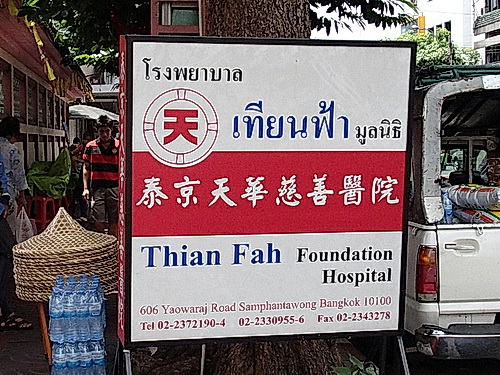 โรงพยาบาล
天
เทียนฟ้า มูลนิธิ
泰京天華慈善醫院
Thian Fah Foundation
Hospital
606 Yaowaraj Road Samphantawong Bangkok 10100
Tel 02-2372190-4 02-2330955-6 Fax 02-2343278